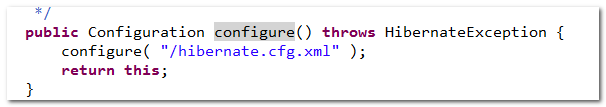 */
public Configuration configure() throws HibernateException {
configure( "/hibernate.cfg.xml" );
return this;
}